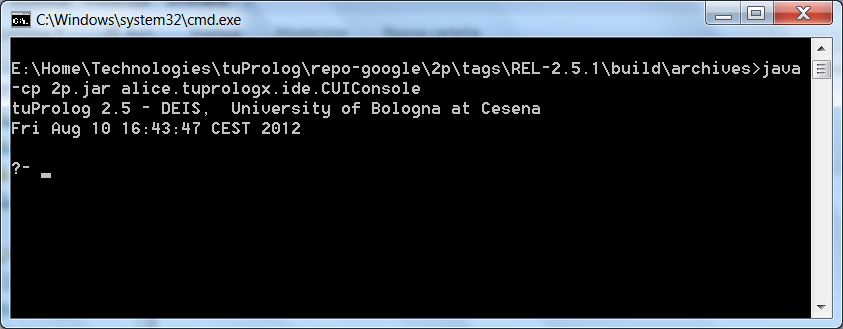 C:\Windows\system32\cmd.exe
E:\Home\Technologies\tuProlog\repo-google\2p\tags\REL-2.5.1\build\archives>java
-cp 2p.jar alice.tuprologx.ide.CUIConsole
tuProlog 2.5 - DEIS,  University of Bologna at Cesena
Fri Aug 10 16:43:47 CEST 2012
?- _